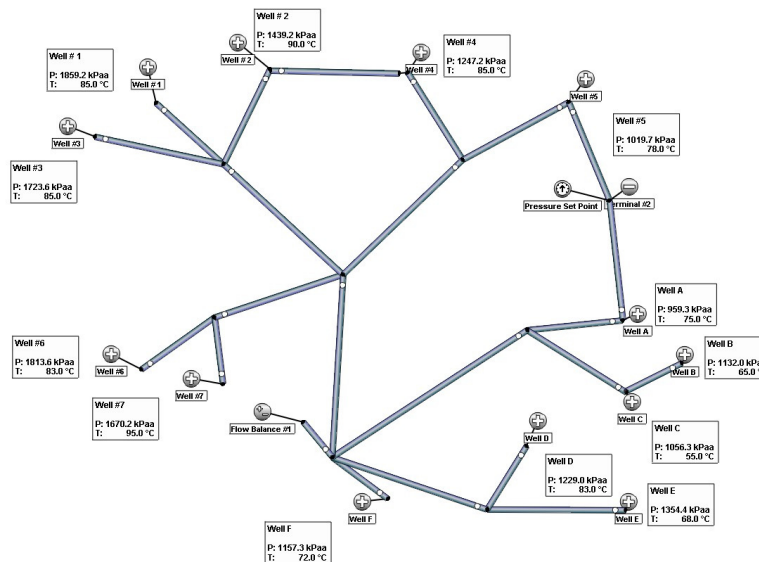 Well # 2
P: 1439.2 kPaa
T: 90.0 °C
Well # 2
Well #4
P: 1247.2 kPaa
T: 85.0 °C
Well #4
Well # 1
P: 1859.2 kPaa
T: 85.0 °C
Well # 1
Well #5
Well #5
P: 1019.7 kPaa
T: 78.0 °C
Well #3
Well #3
P: 1723.6 kPaa
T: 85.0 °C
Pressure Set Point
Terminal #2
Well A
P: 959.3 kPaa
T: 75.0 °C
Well A
Well #6
P: 1813.6 kPaa
T: 83.0 °C
Well #6
Well B
P: 1132.0 kPaa
T: 65.0 °C
Well B
Well #7
Well #7
P: 1670.2 kPaa
T: 95.0 °C
Flow Balance #1
Well C
Well C
P: 1056.3 kPaa
T: 55.0 °C
Well D
Well D
P: 1229.0 kPaa
T: 83.0 °C
Well E
P: 1354.4 kPaa
T: 68.0 °C
Well E
Well F
Well F
P: 1157.3 kPaa
T: 72.0 °C